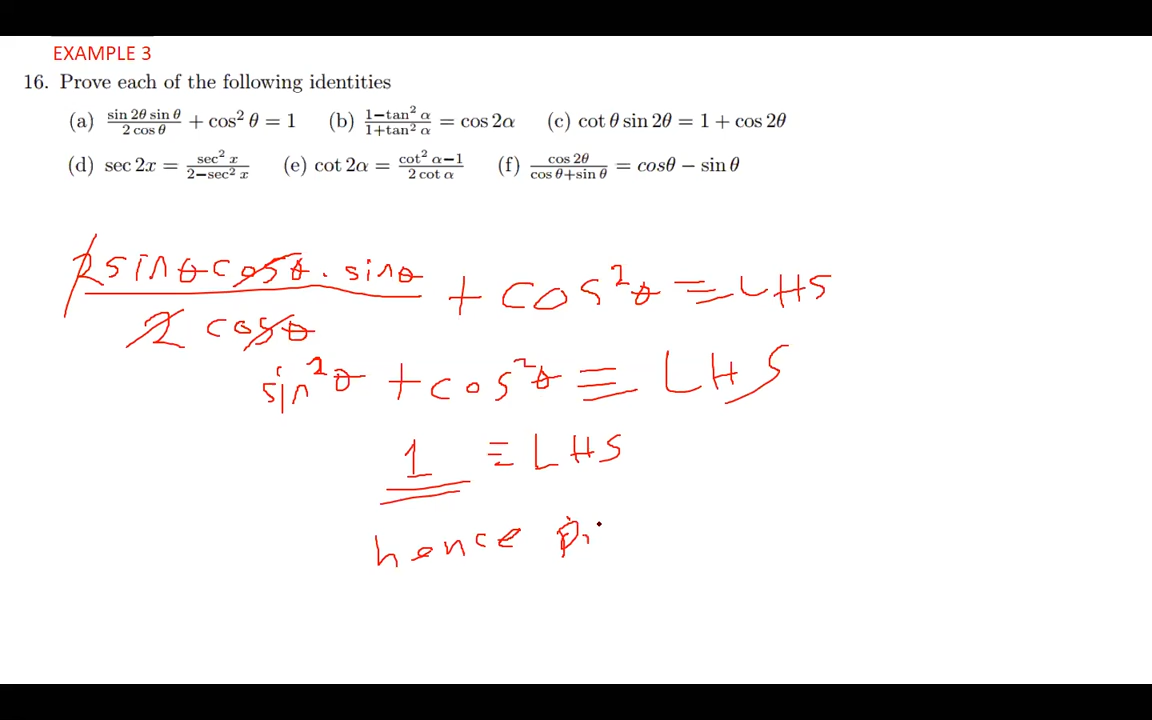 EXAMPLE 3
16. Prove each of the following identities
(a) sin 2θ sin θ / 2 cos θ + cos² θ = 1 (b) 1−tan² α / 1+tan² α = cos 2α (c) cot θ sin 2θ = 1 + cos 2θ
(d) sec 2x = sec² x / 2−sec² x (e) cot 2α = cot² α−1 / 2 cot α (f) cos 2θ / cos θ+sin θ = cosθ − sin θ
2sinθcosθ.sinθ / 2 cosθ + cos²θ ≡ LHS
sin²θ + cos²θ ≡ LHS
1 ≡ LHS
hence